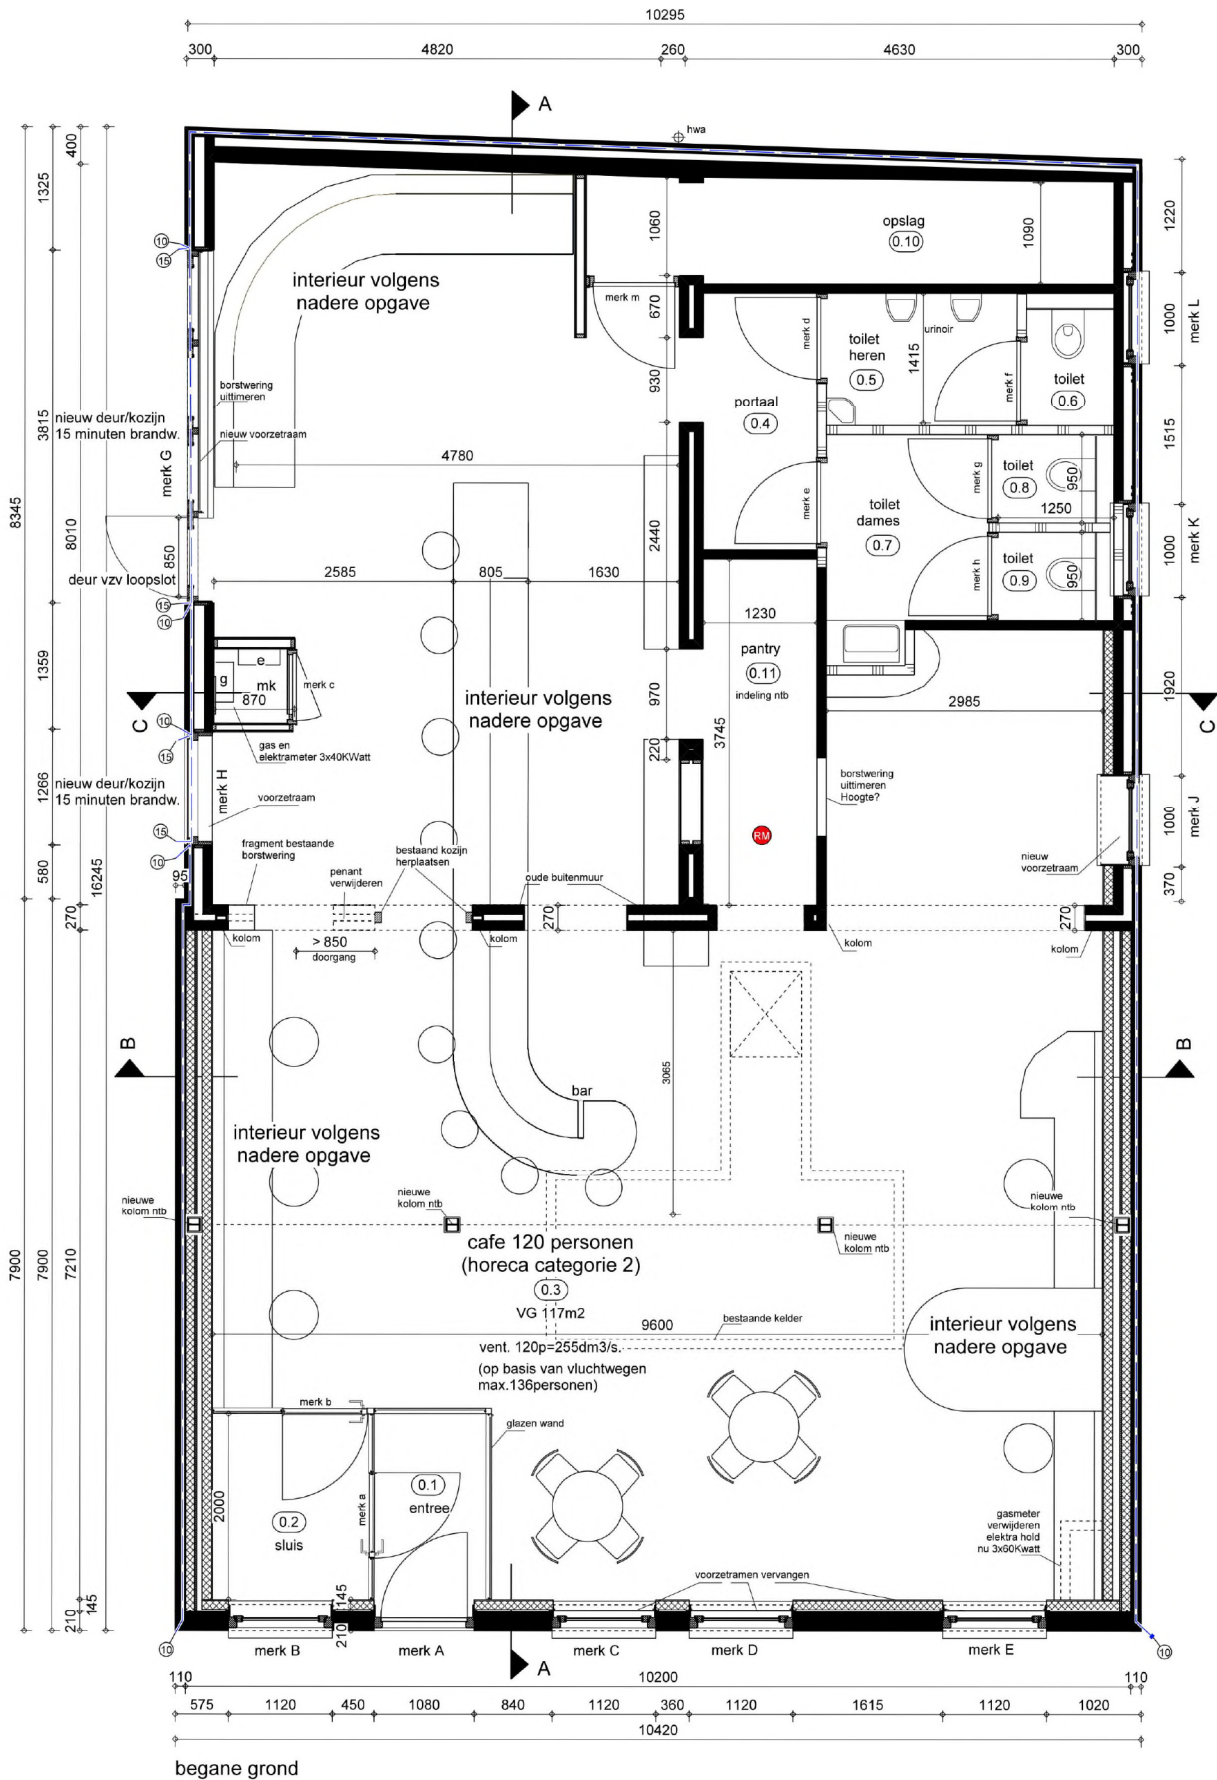 10295
300 4820 260 4630 300
A
hwa
400
1325
1220
opslag
0.10
1060
1090
10
15
interieur volgens
nadere opgave
merk m
670
merk d
urinoir
toilet
heren
0.5
1415
merk f
toilet
0.6
1000
merk L
borstwering
uittimeren
930
portaal
0.4
nieuw deur/kozijn
15 minuten brandw.
3815
nieuw voorzetraam
merk G
4780
1515
toilet
0.8
950
merk g
merk e
toilet
dames
0.7
1250
8345
8010
850
2440
1000
merk K
deur vzv loopslot
2585 805 1630
toilet
0.9
950
merk h
15
10
1230
1359
e
g
mk
870
merk c
pantry
0.11
indeling ntb
interieur volgens
nadere opgave
970
3745
2985
1920
C
C
10
15
gas en
elektrameter 3x40KWatt
220
nieuw deur/kozijn
15 minuten brandw.
1266
merk H
voorzetraam
borstwering
uittimeren
Hoogte?
1000
merk J
RM
15
10
fragment bestaande
borstwering
bestaand kozijn
herplaatsen
nieuw
voorzetraam
580
16245
95
penant
verwijderen
oude buitenmuur
370
270
270
270
kolom
> 850
doorgang
kolom
kolom
kolom
B
B
3065
bar
interieur volgens
nadere opgave
nieuwe
kolom ntb
nieuwe
kolom ntb
nieuwe
kolom ntb
nieuwe
kolom ntb
7900
7900
7210
cafe 120 personen
(horeca categorie 2)
0.3
VG 117m2
bestaande kelder
9600
interieur volgens
nadere opgave
vent. 120p=255dm3/s.
(op basis van vluchtwegen
max.136personen)
merk b
glazen wand
0.1
entree
2000
merk a
0.2
sluis
gasmeter
verwijderen
elektra hold
nu 3x60Kwatt
voorzetramen vervangen
145
210
145
210
10
merk B
merk A
merk C
merk D
merk E
10
A
110 10200 110
575 1120 450 1080 840 1120 360 1120 1615 1120 1020
10420
begane grond